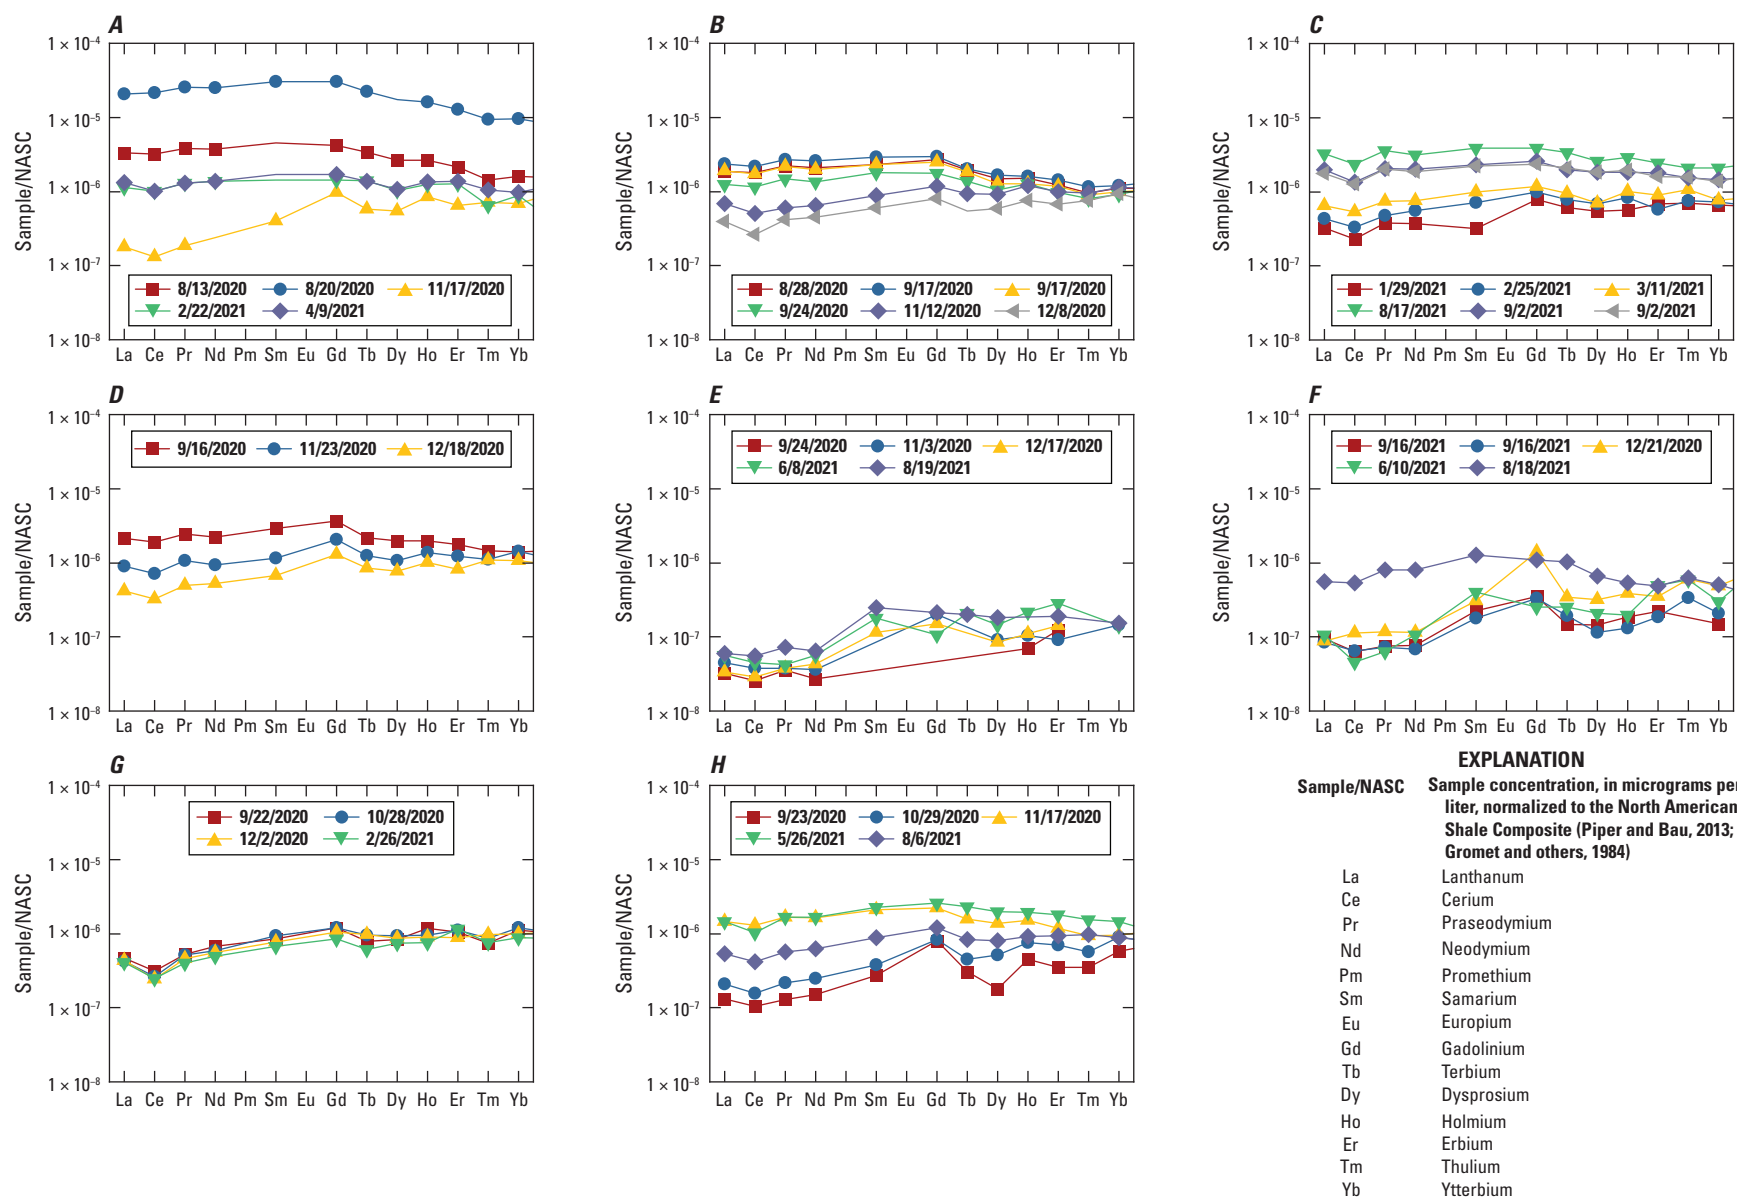 A
Sample/NASC
1 × 10⁻⁴
1 × 10⁻⁵
1 × 10⁻⁶
1 × 10⁻⁷
1 × 10⁻⁸
8/13/2020 8/20/2020 11/17/2020
2/22/2021 4/9/2021
La Ce Pr Nd Pm Sm Eu Gd Tb Dy Ho Er Tm Yb
B
Sample/NASC
1 × 10⁻⁴
1 × 10⁻⁵
1 × 10⁻⁶
1 × 10⁻⁷
1 × 10⁻⁸
8/28/2020 9/17/2020 9/17/2020
9/24/2020 11/12/2020 12/8/2020
La Ce Pr Nd Pm Sm Eu Gd Tb Dy Ho Er Tm Yb
C
Sample/NASC
1 × 10⁻⁴
1 × 10⁻⁵
1 × 10⁻⁶
1 × 10⁻⁷
1 × 10⁻⁸
1/29/2021 2/25/2021 3/11/2021
8/17/2021 9/2/2021 9/2/2021
La Ce Pr Nd Pm Sm Eu Gd Tb Dy Ho Er Tm Yb
D
Sample/NASC
1 × 10⁻⁴
1 × 10⁻⁵
1 × 10⁻⁶
1 × 10⁻⁷
1 × 10⁻⁸
9/16/2020 11/23/2020 12/18/2020
La Ce Pr Nd Pm Sm Eu Gd Tb Dy Ho Er Tm Yb
E
Sample/NASC
1 × 10⁻⁴
1 × 10⁻⁵
1 × 10⁻⁶
1 × 10⁻⁷
1 × 10⁻⁸
9/24/2020 11/3/2020 12/17/2020
6/8/2021 8/19/2021
La Ce Pr Nd Pm Sm Eu Gd Tb Dy Ho Er Tm Yb
F
Sample/NASC
1 × 10⁻⁴
1 × 10⁻⁵
1 × 10⁻⁶
1 × 10⁻⁷
1 × 10⁻⁸
9/16/2021 9/16/2021 12/21/2020
6/10/2021 8/18/2021
La Ce Pr Nd Pm Sm Eu Gd Tb Dy Ho Er Tm Yb
G
Sample/NASC
1 × 10⁻⁴
1 × 10⁻⁵
1 × 10⁻⁶
1 × 10⁻⁷
1 × 10⁻⁸
9/22/2020 10/28/2020
12/2/2020 2/26/2021
La Ce Pr Nd Pm Sm Eu Gd Tb Dy Ho Er Tm Yb
H
Sample/NASC
1 × 10⁻⁴
1 × 10⁻⁵
1 × 10⁻⁶
1 × 10⁻⁷
1 × 10⁻⁸
9/23/2020 10/29/2020 11/17/2020
5/26/2021 8/6/2021
La Ce Pr Nd Pm Sm Eu Gd Tb Dy Ho Er Tm Yb
EXPLANATION
Sample/NASC Sample concentration, in micrograms per
liter, normalized to the North American
Shale Composite (Piper and Bau, 2013;
Gromet and others, 1984)
La Lanthanum
Ce Cerium
Pr Praseodymium
Nd Neodymium
Pm Promethium
Sm Samarium
Eu Europium
Gd Gadolinium
Tb Terbium
Dy Dysprosium
Ho Holmium
Er Erbium
Tm Thulium
Yb Ytterbium